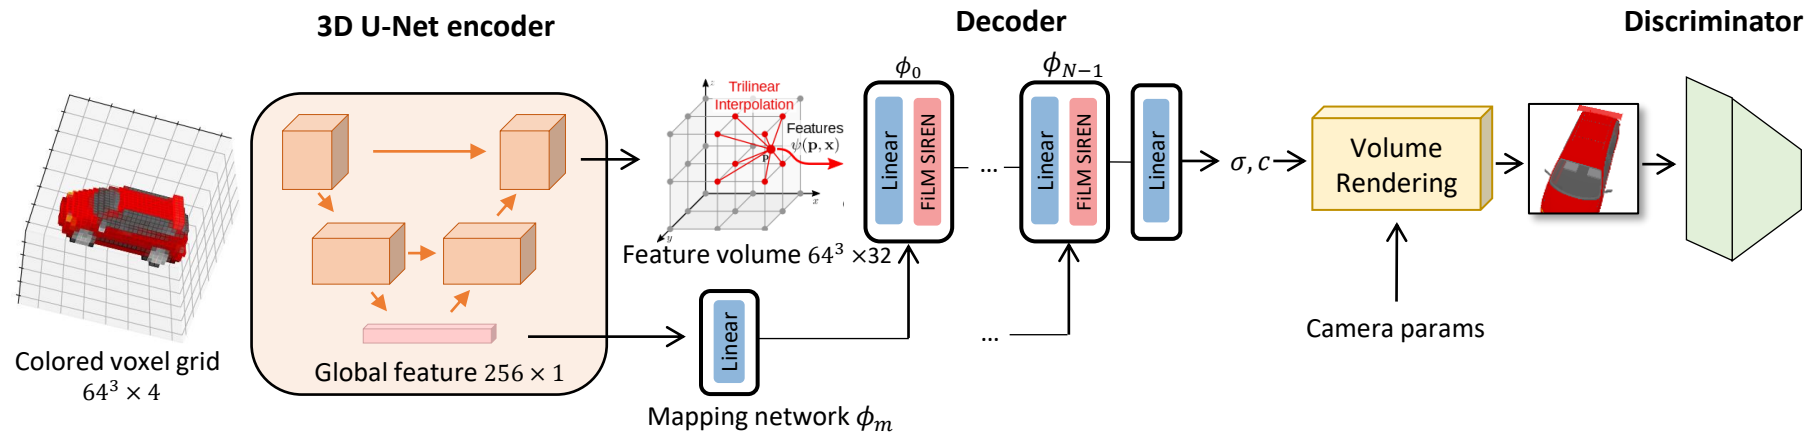 3D U-Net encoder
Decoder
Discriminator
Colored voxel grid
64³ × 4
Global feature 256 × 1
z
Trilinear
Interpolation
Features
ψ(p, x)
p
x
y
Feature volume 64³ ×32
ϕ₀
Linear
FiLM SIREN
...
ϕ_{N−1}
Linear
FiLM SIREN
Linear
σ, c
Volume
Rendering
Camera params
Linear
...
Mapping network ϕₘ